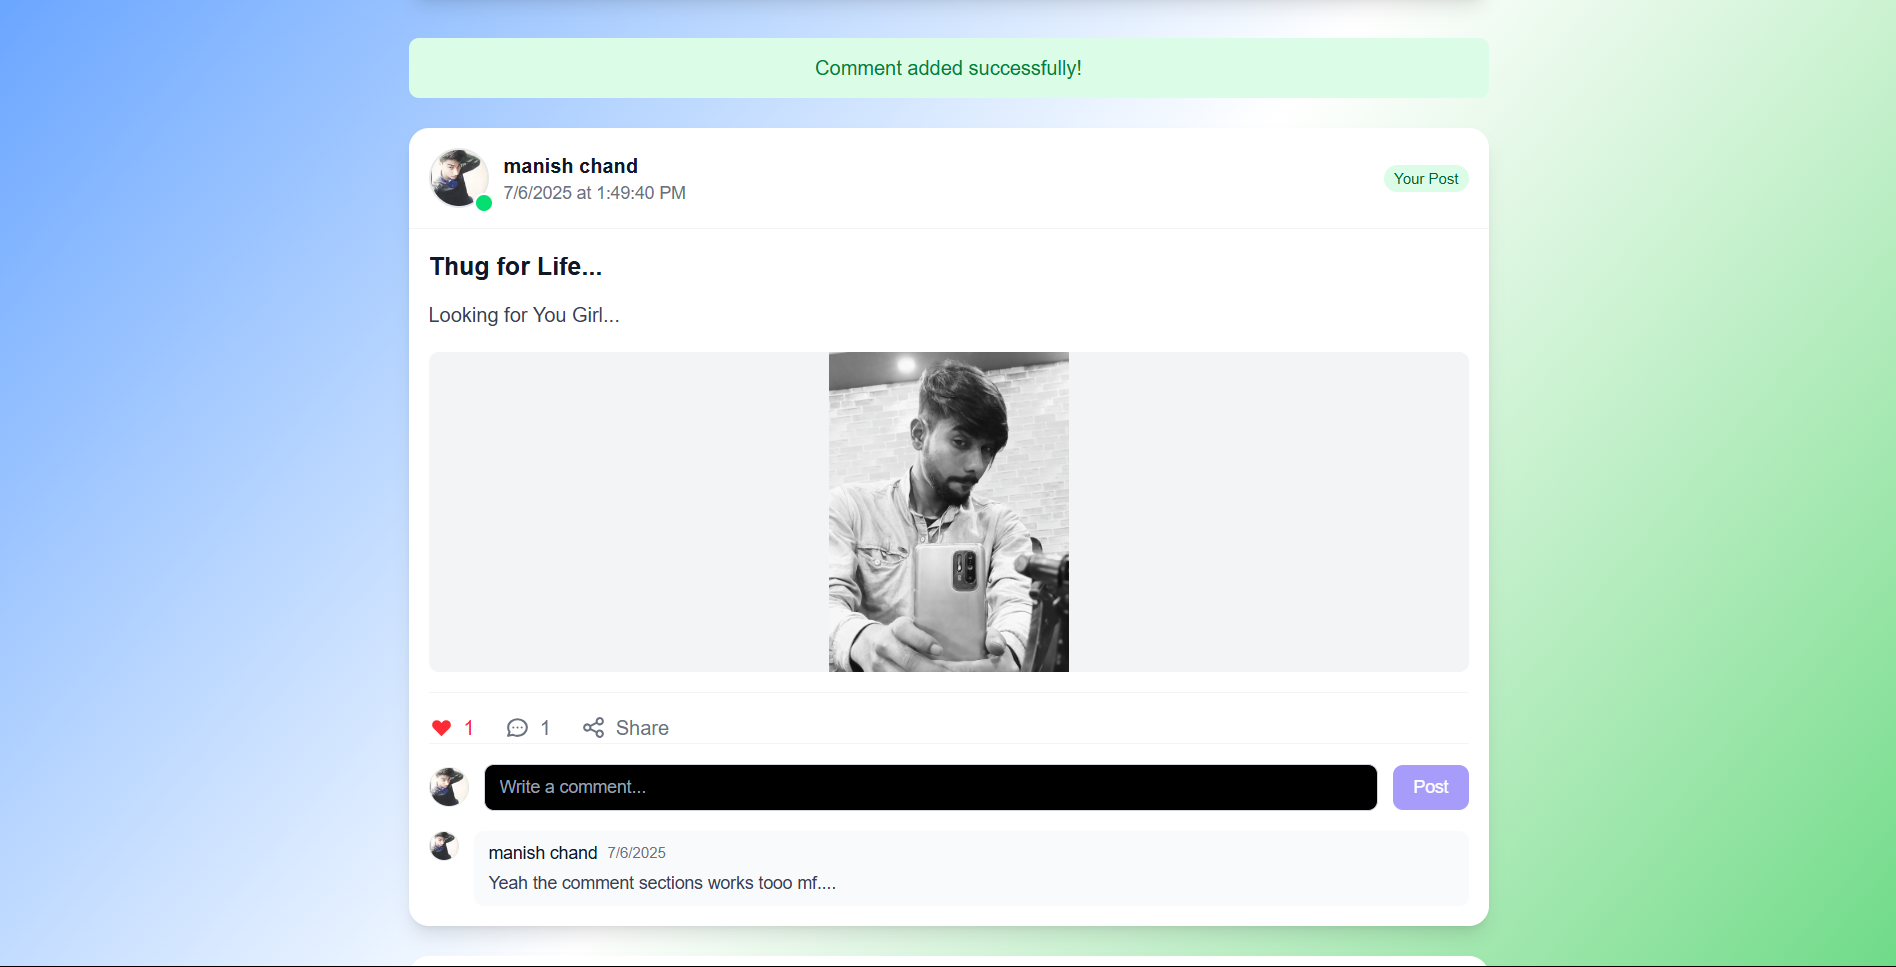 Comment added successfully!
manish chand
7/6/2025 at 1:49:40 PM
Your Post
Thug for Life...
Looking for You Girl...
1
1
Share
Write a comment...
Post
manish chand 7/6/2025
Yeah the comment sections works tooo mf....